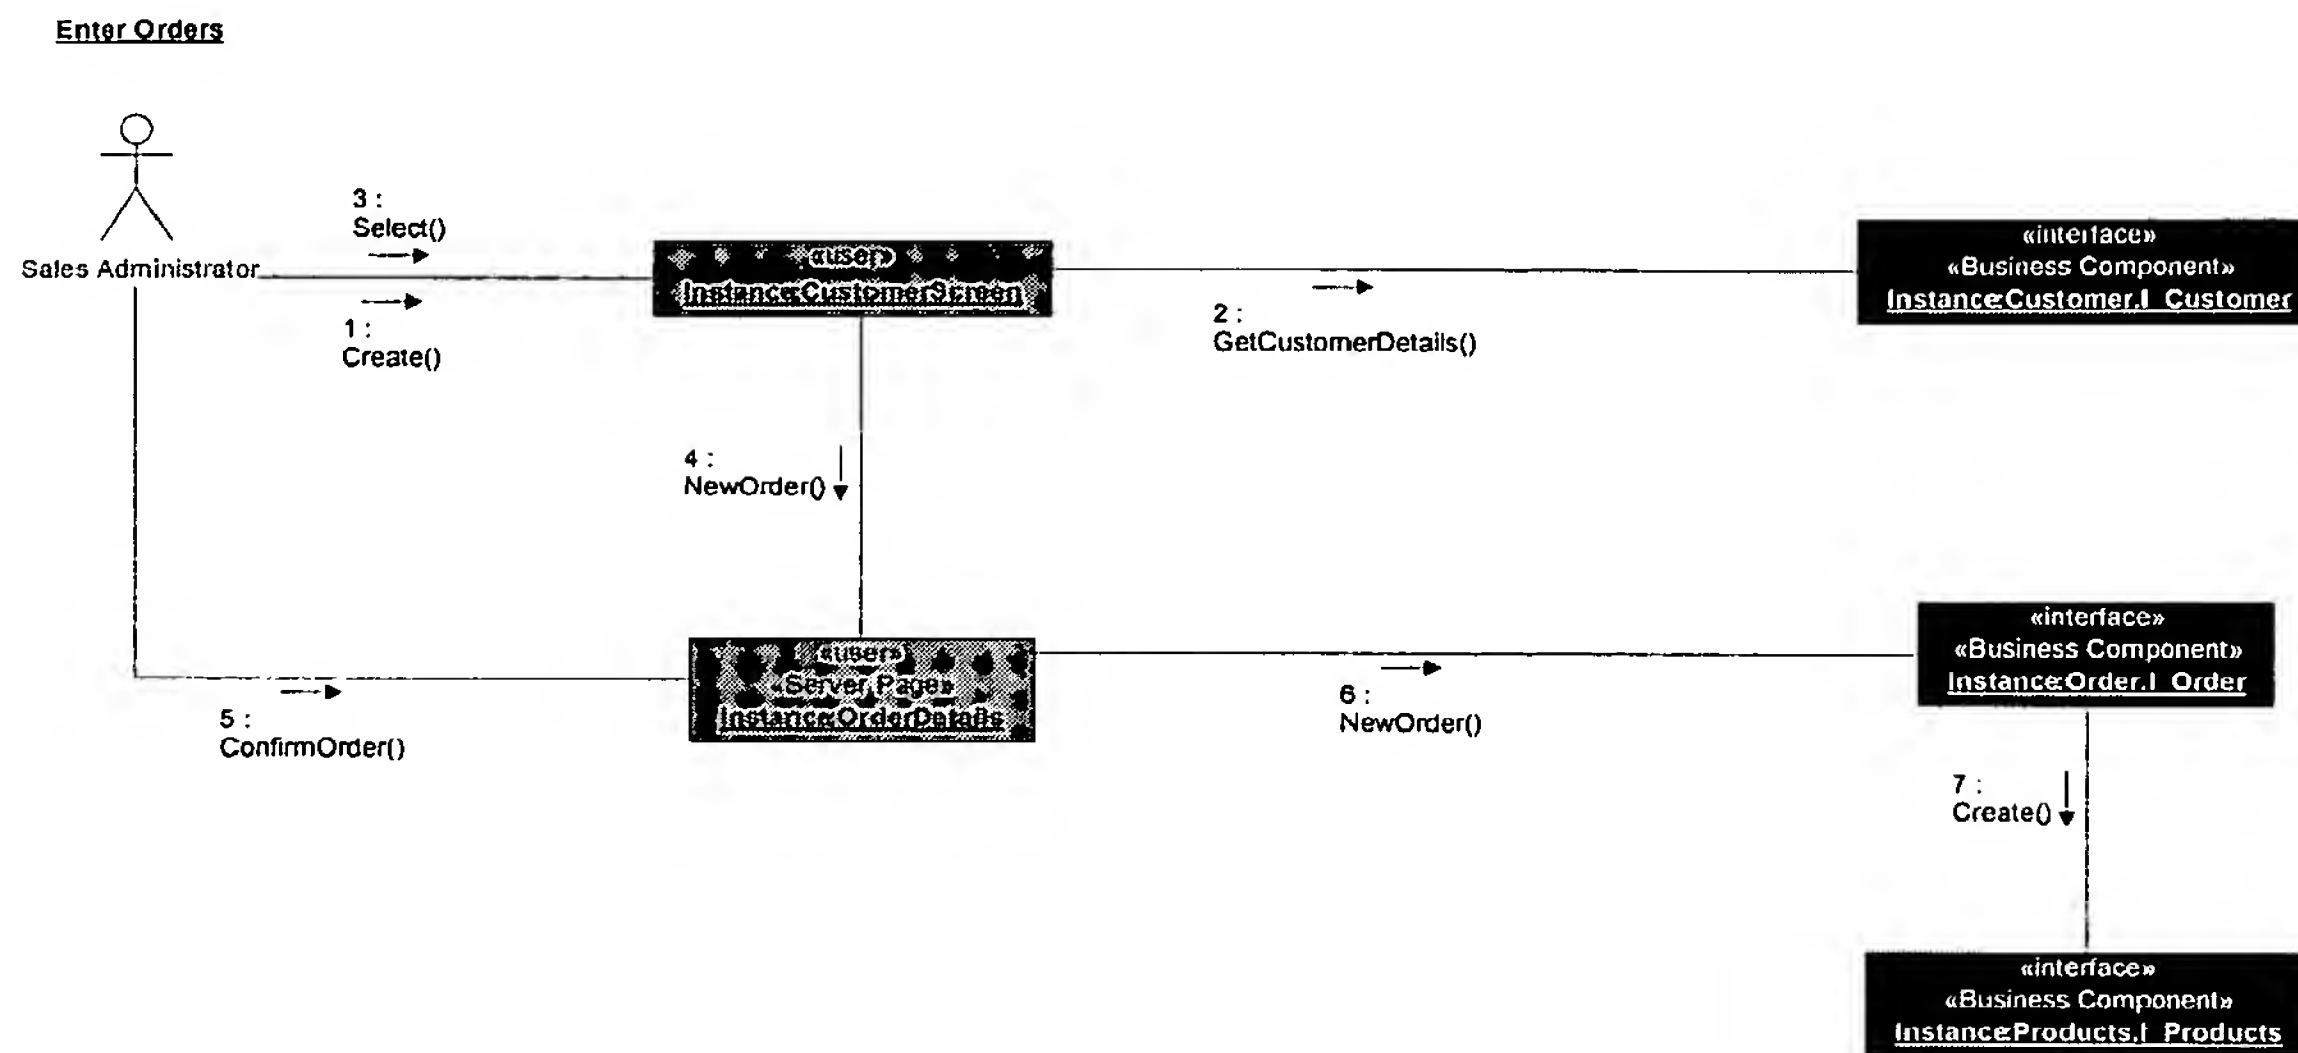 Enter Orders
3 :
Select()
Sales Administrator
1 :
Create()
«user»
Instance:CustomerScreen
2 :
GetCustomerDetails()
«interface»
«Business Component»
Instance:Customer.I_Customer
4 :
NewOrder()
5 :
ConfirmOrder()
«user»
«Server Page»
Instance:OrderDetails
6 :
NewOrder()
«interface»
«Business Component»
Instance:Order.I_Order
7 :
Create()
«interface»
«Business Component»
Instance:Products.I_Products